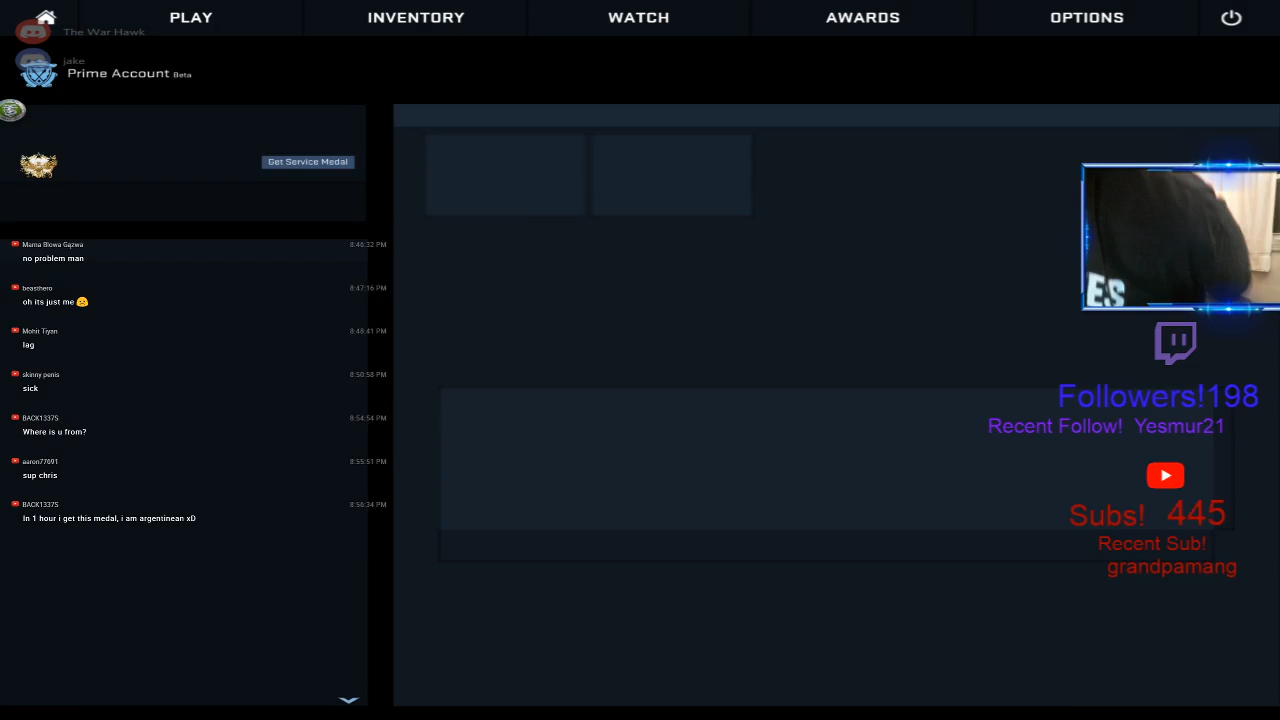 PLAY
INVENTORY
WATCH
AWARDS
OPTIONS
The War Hawk
jake
Prime Account Beta
Get Service Medal
Mama Blowa Gązwa 8:46:32 PM
no problem man
beasthero 8:47:16 PM
oh its just me
Mohit Tiyan 8:48:41 PM
lag
skinny penis 8:50:58 PM
sick
BACK1337S 8:54:54 PM
Where is u from?
aaron77691 8:55:51 PM
sup chris
BACK1337S 8:56:34 PM
In 1 hour i get this medal, i am argentinean xD
ES
Followers!198
Recent Follow! Yesmur21
Subs! 445
Recent Sub!
grandpamang